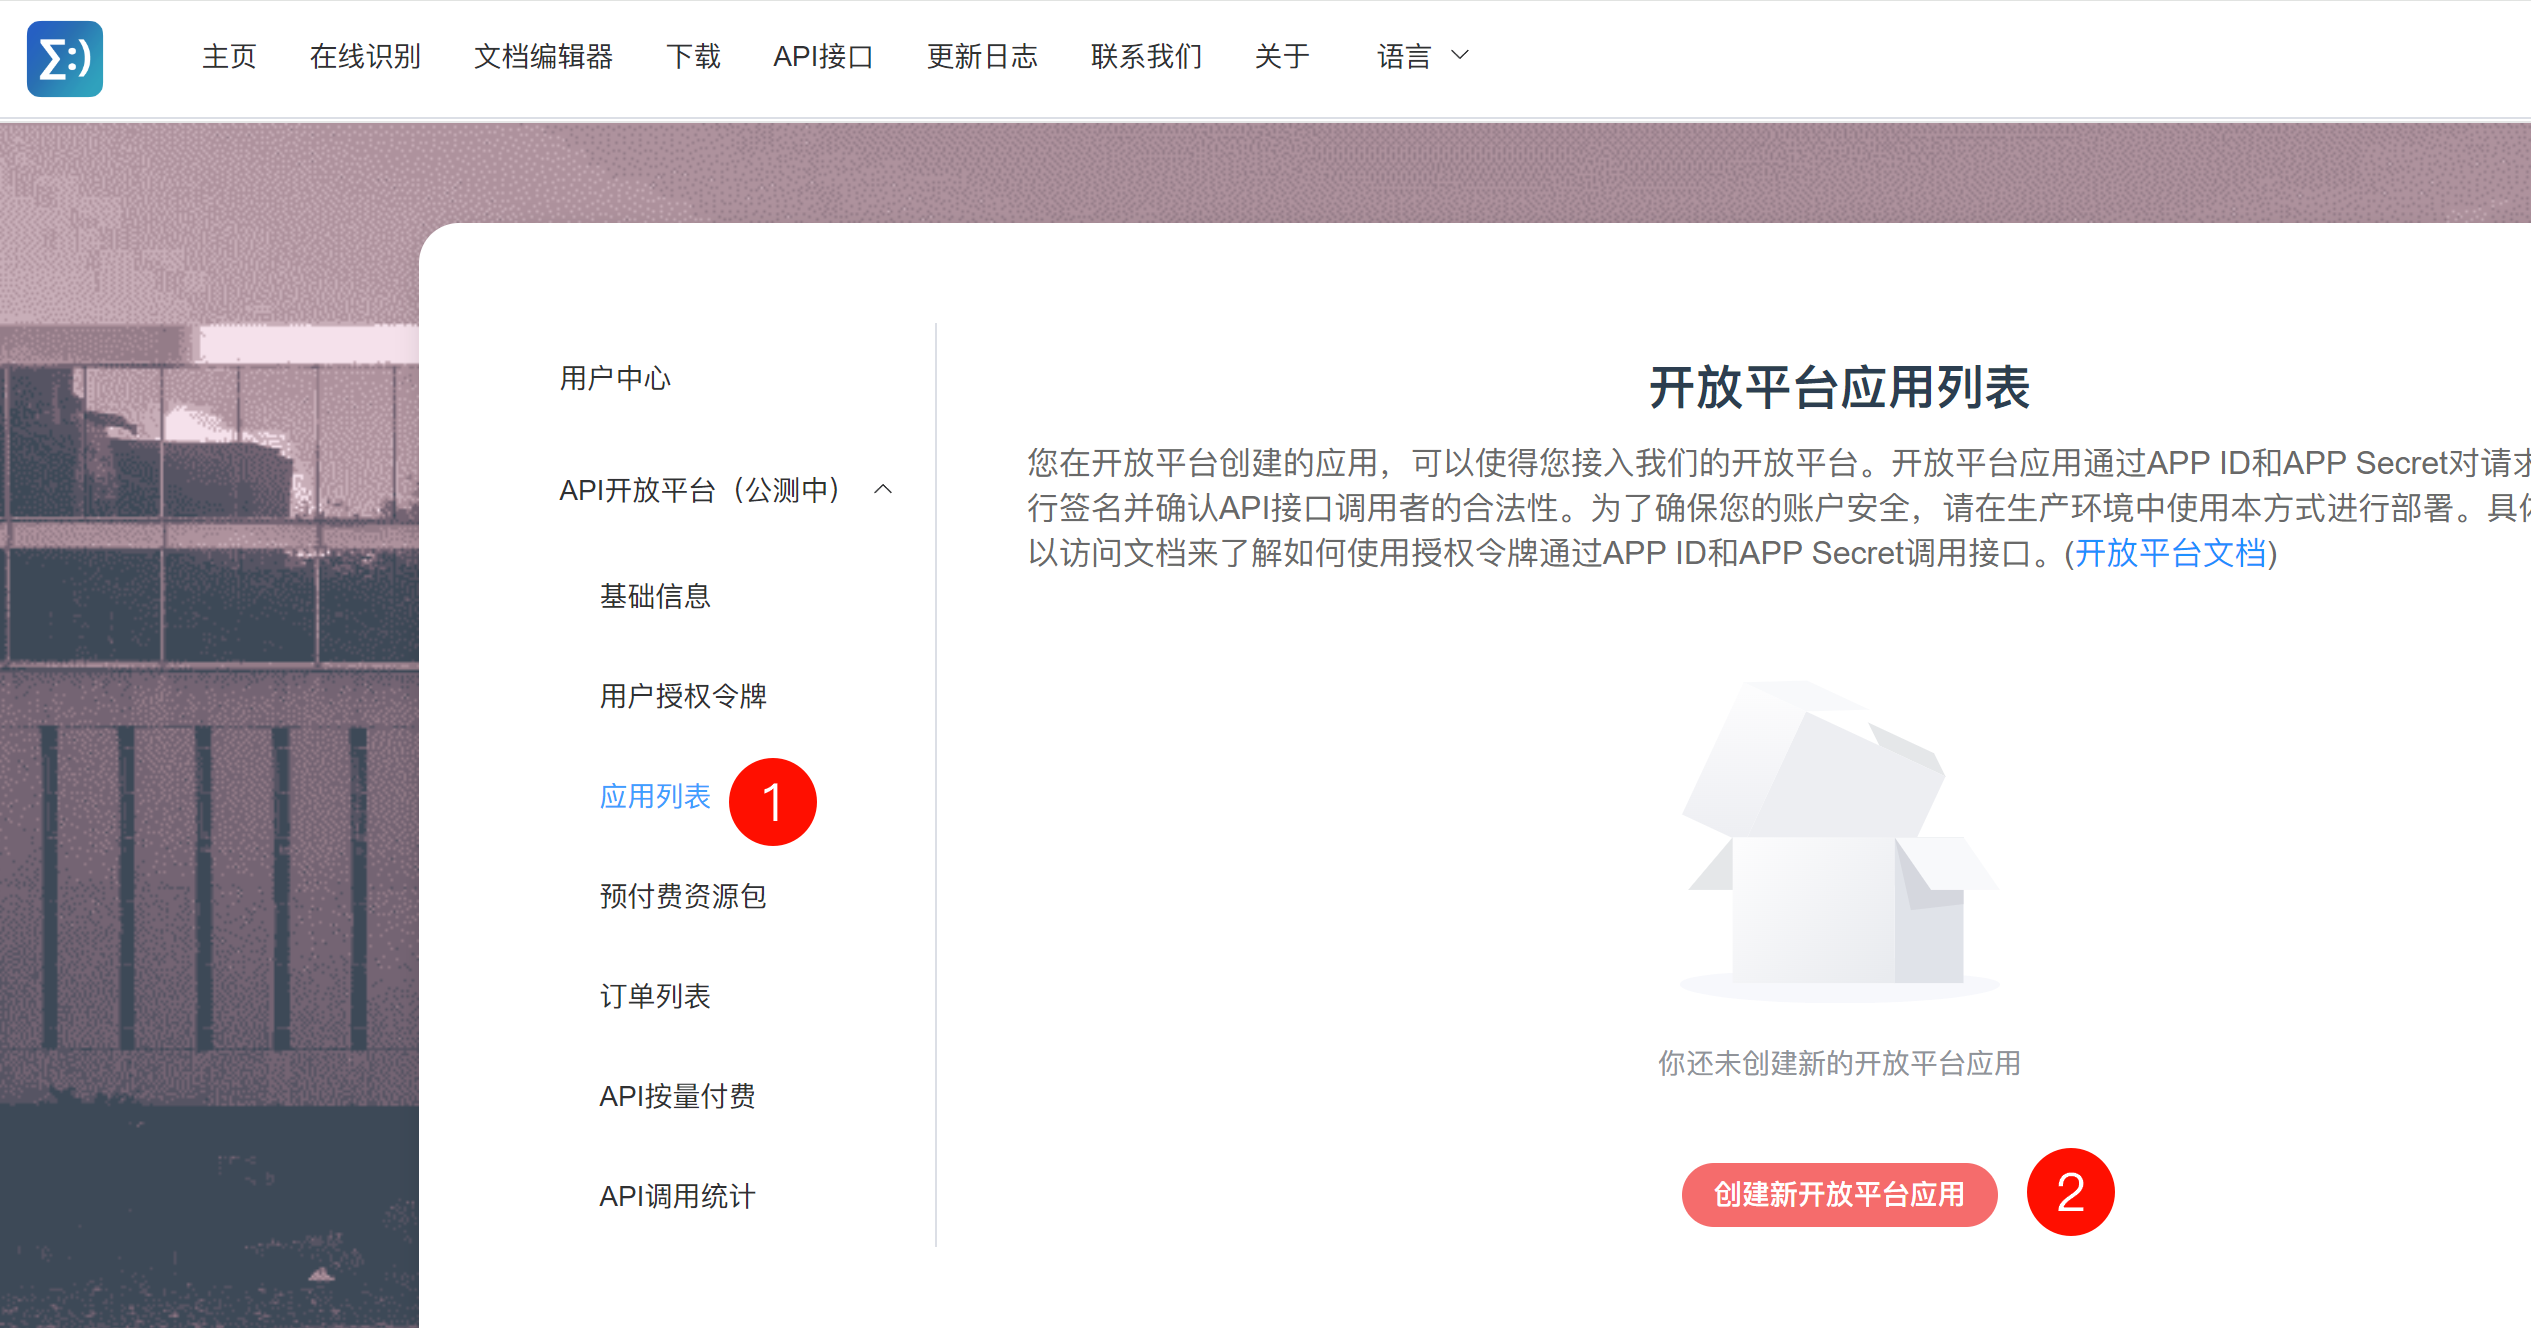 ∑:)
主页 在线识别 文档编辑器 下载 API接口 更新日志 联系我们 关于 语言
用户中心
API开放平台（公测中）
基础信息
用户授权令牌
应用列表 1
预付费资源包
订单列表
API按量付费
API调用统计
开放平台应用列表
您在开放平台创建的应用，可以使得您接入我们的开放平台。开放平台应用通过APP ID和APP Secret对请求
行签名并确认API接口调用者的合法性。为了确保您的账户安全，请在生产环境中使用本方式进行部署。具体
以访问文档来了解如何使用授权令牌通过APP ID和APP Secret调用接口。(开放平台文档)
你还未创建新的开放平台应用
创建新开放平台应用 2